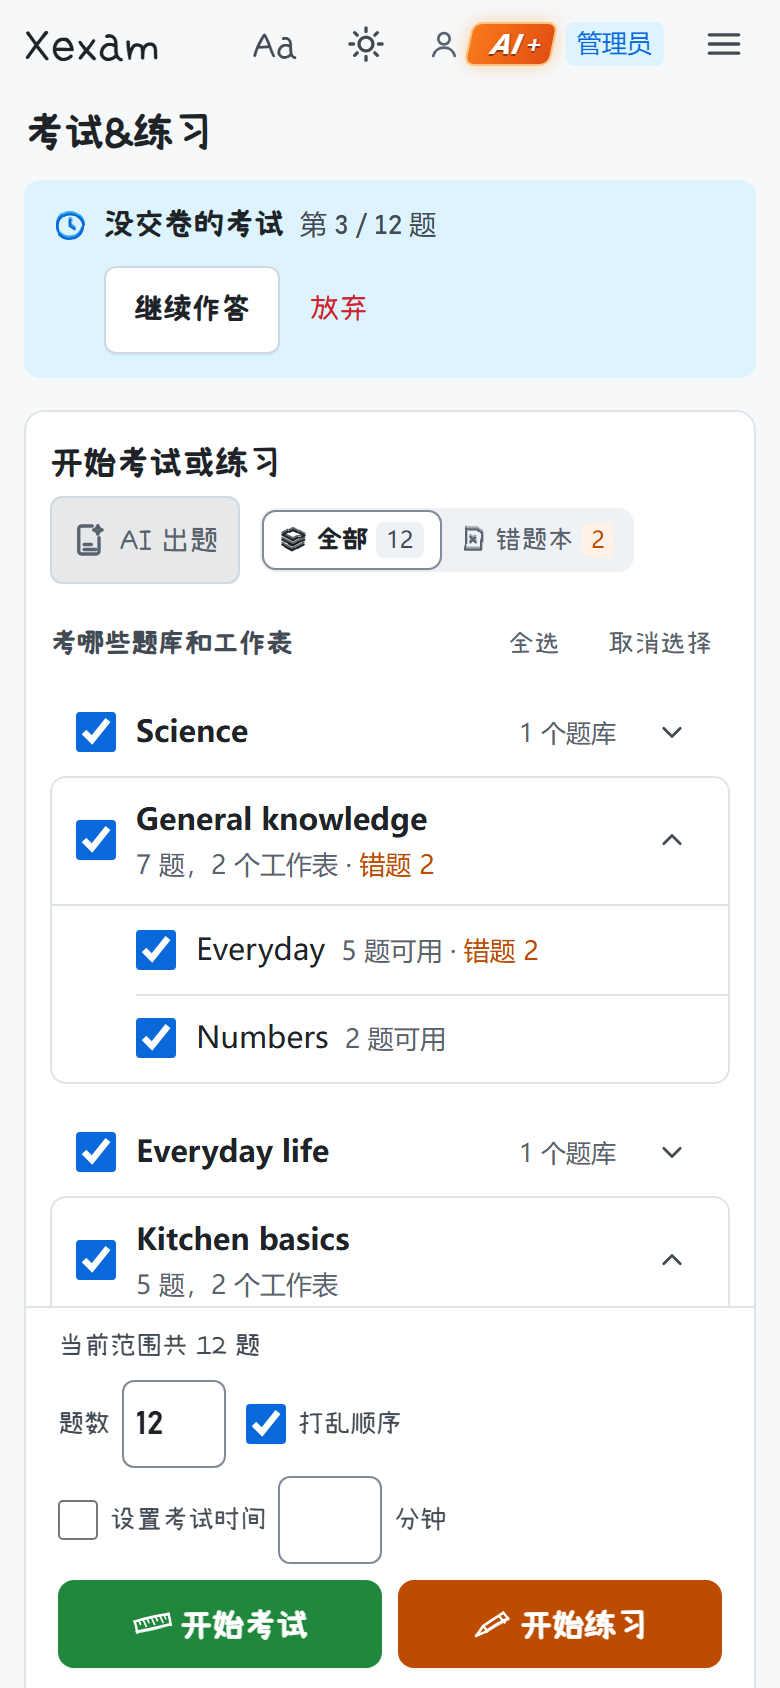 Xexam Aa AI+ 管理员
考试&练习
没交卷的考试 第 3 / 12 题
继续作答 放弃
开始考试或练习
AI 出题 全部 12 错题本 2
考哪些题库和工作表 全选 取消选择
Science 1 个题库
General knowledge
7 题，2 个工作表 · 错题 2
Everyday 5 题可用 · 错题 2
Numbers 2 题可用
Everyday life 1 个题库
Kitchen basics
5 题，2 个工作表
当前范围共 12 题
题数 12 打乱顺序
设置考试时间 分钟
开始考试 开始练习